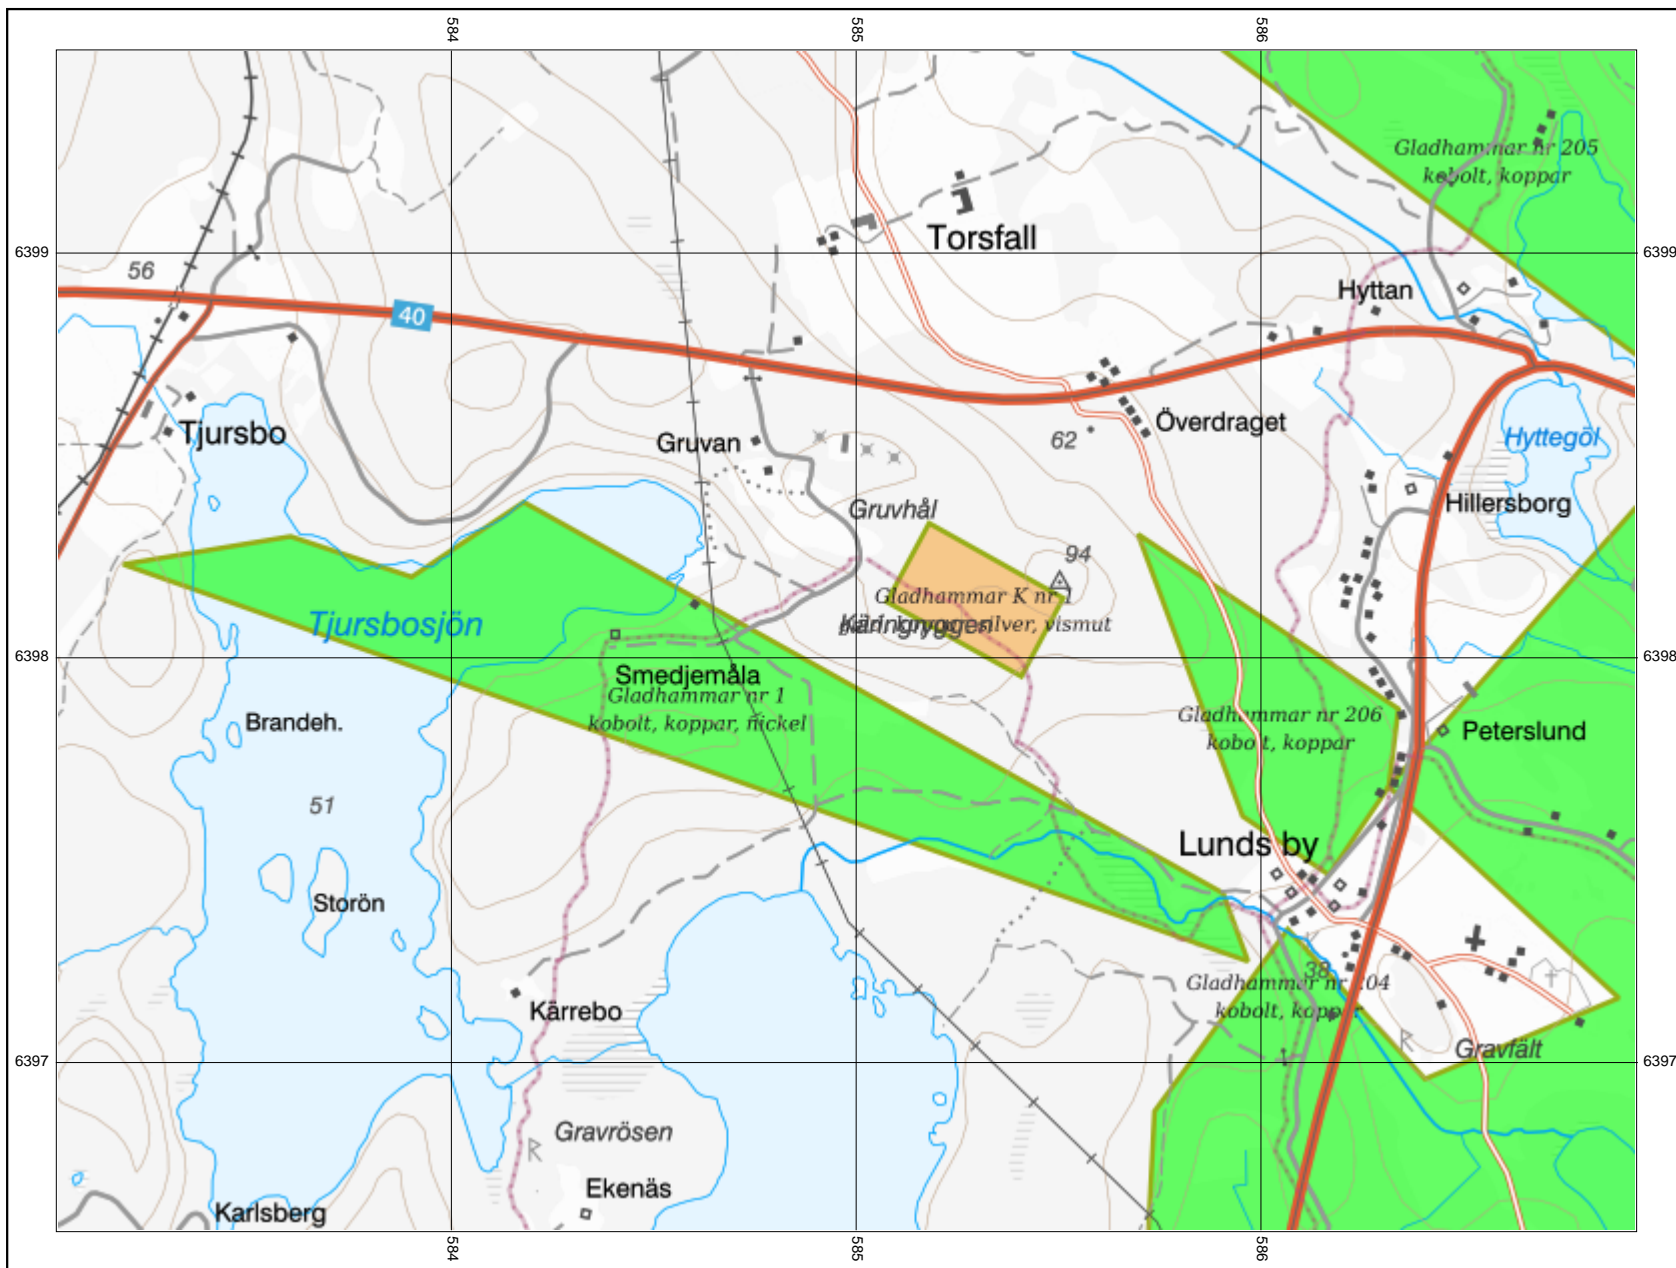 584
585
586
Gladhammar nr 205
kobolt, koppar
Torsfall
6399
6399
56
Hyttan
40
Överdraget
Tjursbo
Gruvan
62
Hyttegöl
Hillersborg
Gruvhål
94
Gladhammar K nr 1
silver, vismut
Käringryggen
Tjursbosjön
6398
6398
Smedjemåla
Gladhammar nr 1
kobolt, koppar, nickel
Gladhammar nr 206
kobolt, koppar
Brandeh.
Peterslund
51
Lunds by
Storön
38
Gladhammar nr 204
kobolt, koppar
Kärrebo
Gravfält
6397
6397
R
Gravrösen
R
Ekenäs
Karlsberg
584
585
586